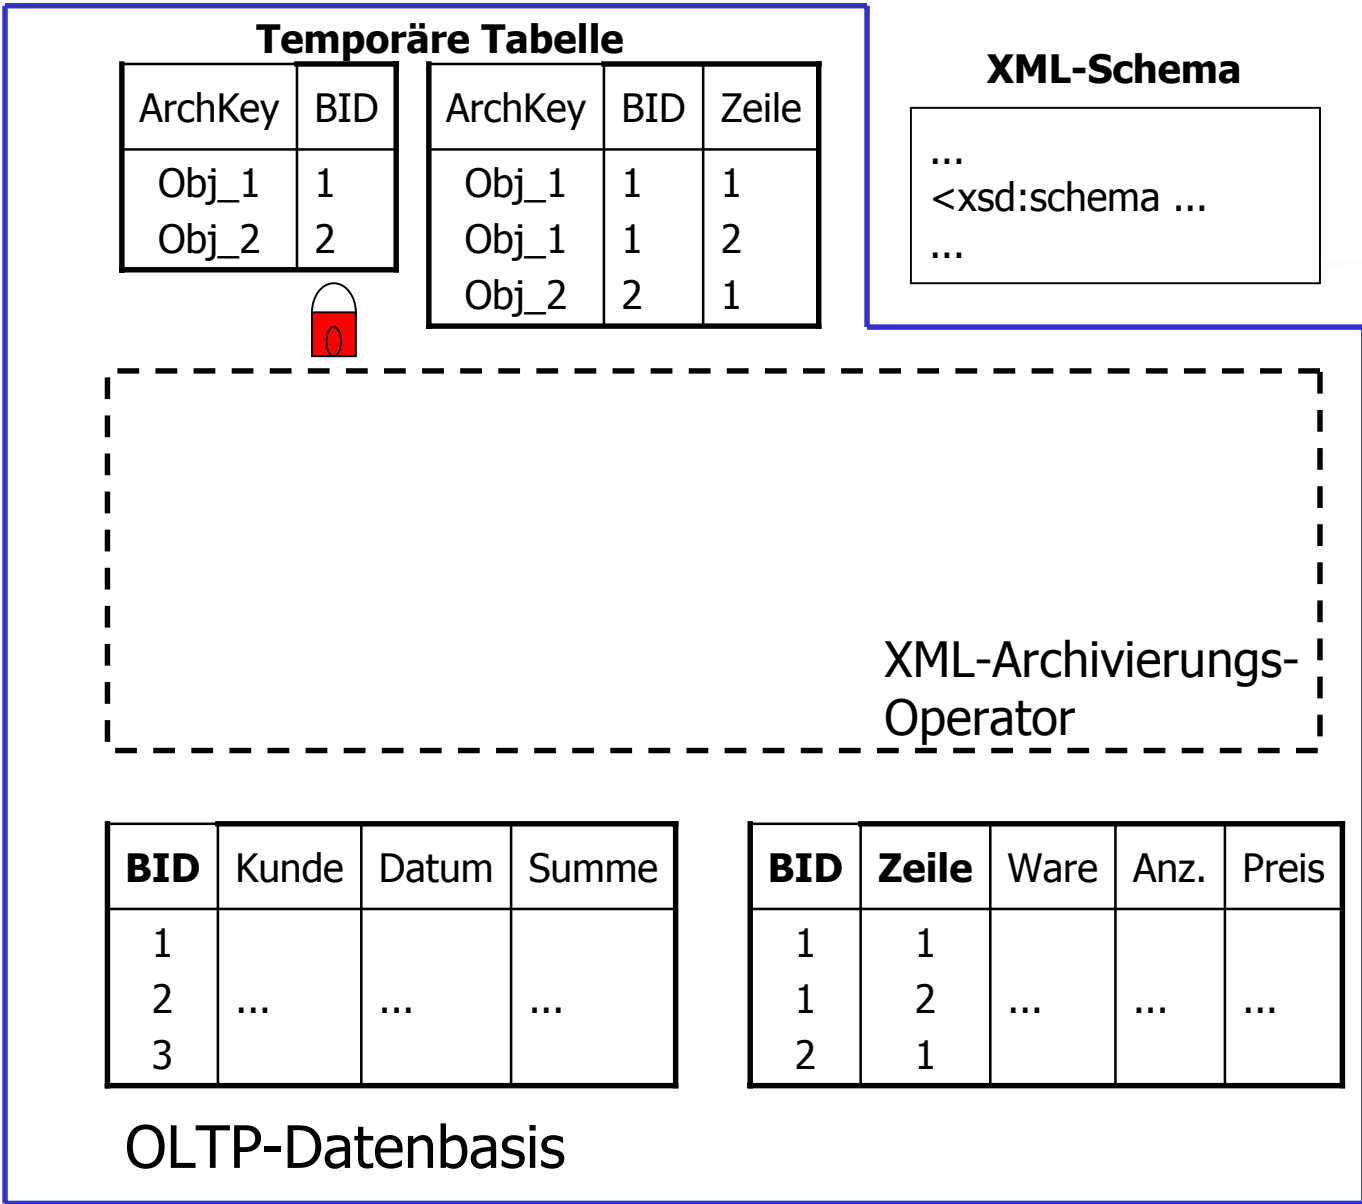 Temporäre Tabelle
ArchKey BID
Obj_1 1
Obj_2 2
ArchKey BID Zeile
Obj_1 1 1
Obj_1 1 2
Obj_2 2 1
XML-Schema
...
<xsd:schema ...
...
XML-Archivierungs-
Operator
BID Kunde Datum Summe
1
2 ... ... ...
3
BID Zeile Ware Anz. Preis
1 1
1 2 ... ... ...
2 1
OLTP-Datenbasis